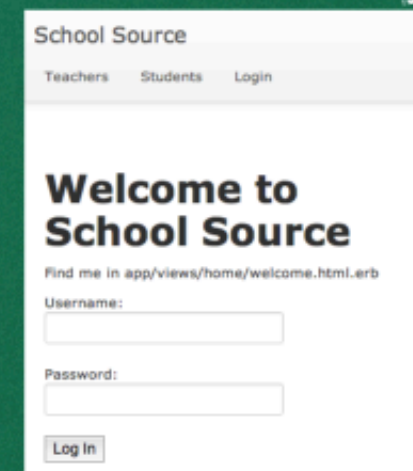 School Source
Teachers Students Login
Welcome to
School Source
Find me in app/views/home/welcome.html.erb
Username:
Password:
Log In